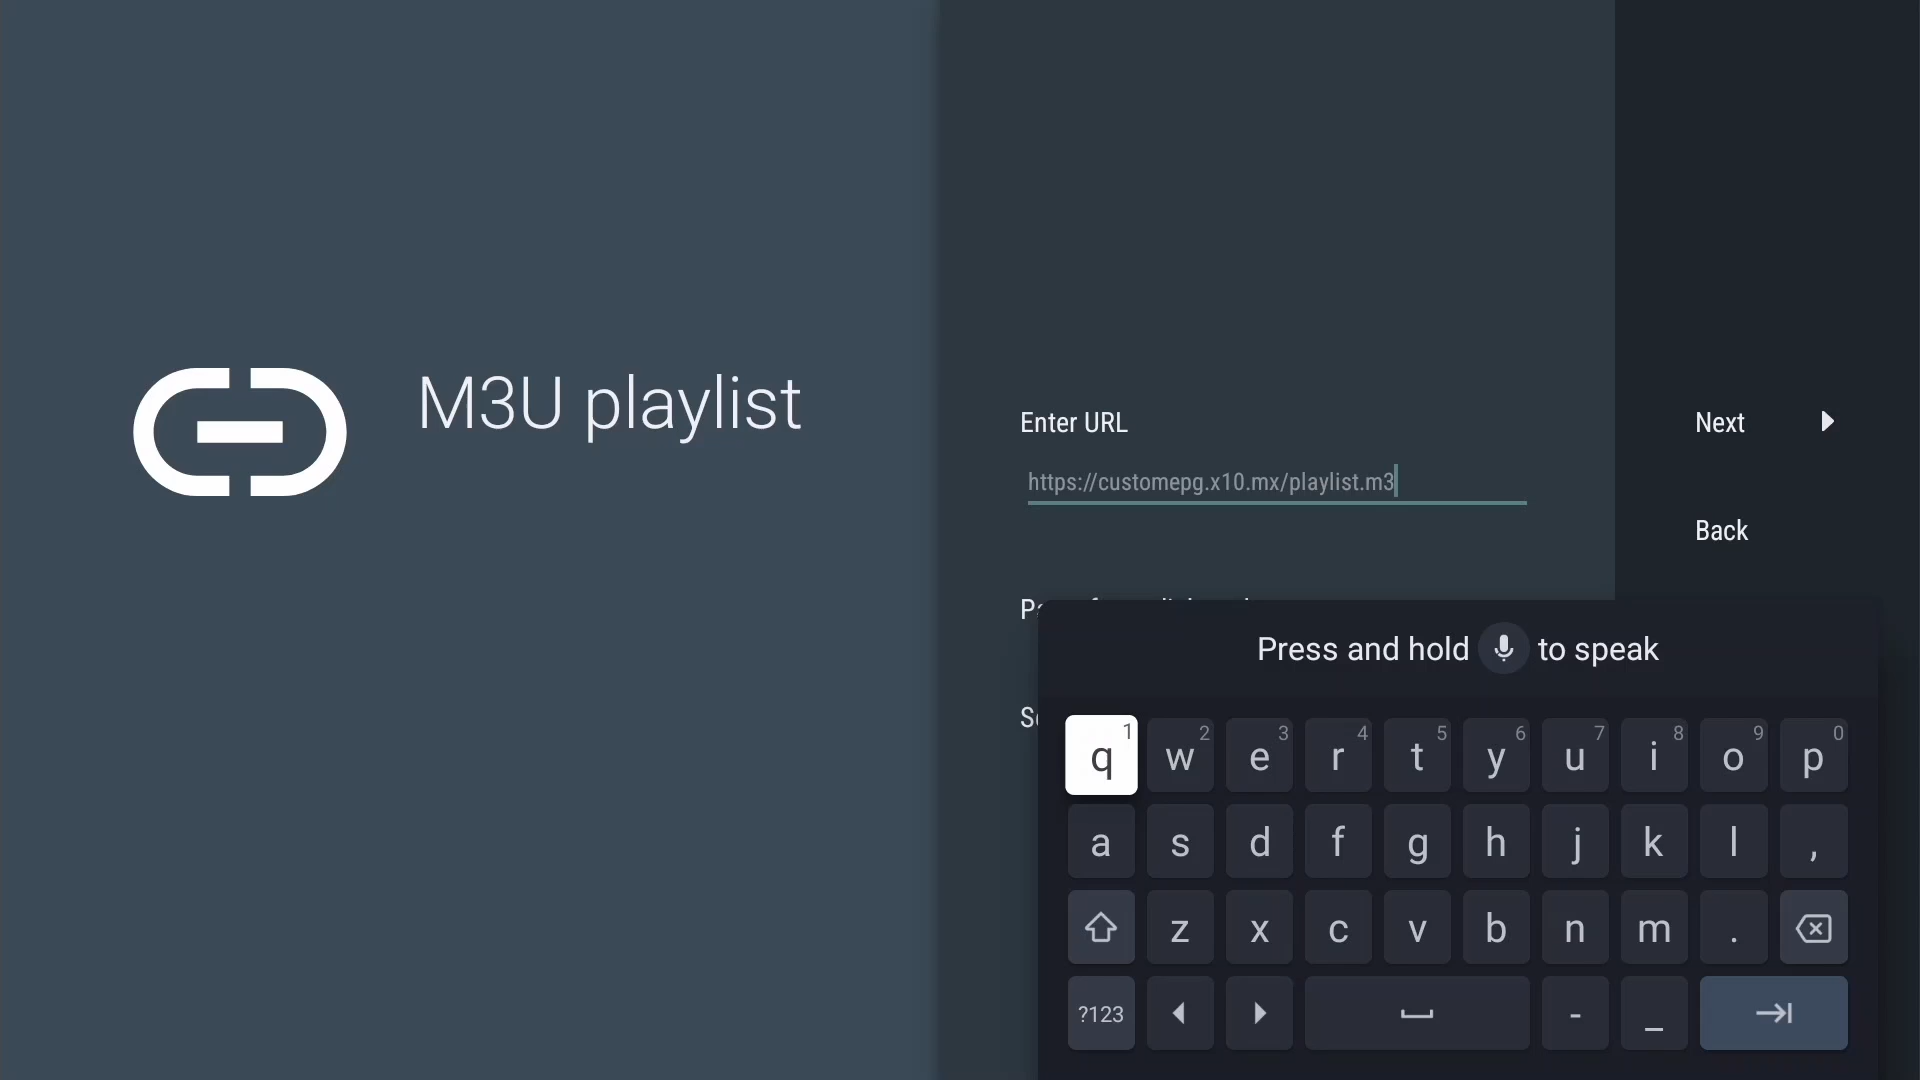 M3U playlist
Enter URL
https://customepg.x10.mx/playlist.m3
Next
Back
Press and hold to speak
q 1 w 2 e 3 r 4 t 5 y 6 u 7 i 8 o 9 p 0
a s d f g h j k l ,
z x c v b n m .
?123 - _